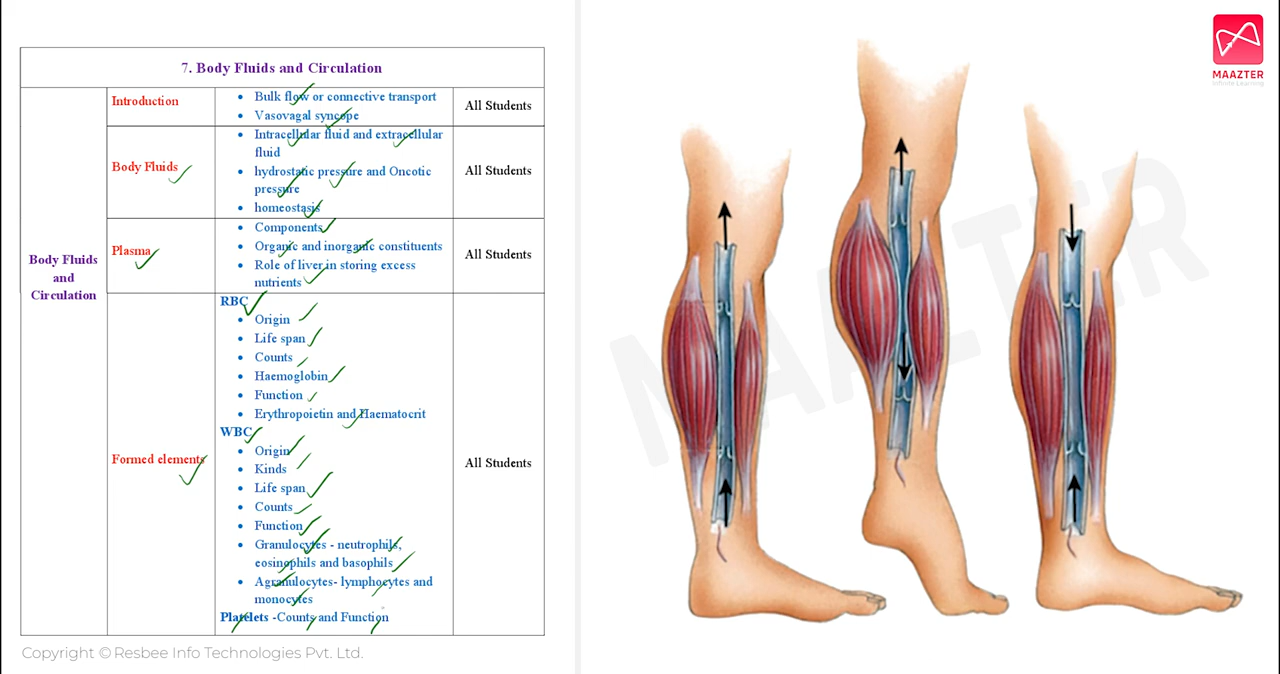 7. Body Fluids and Circulation
Body Fluids
and
Circulation
Introduction
• Bulk flow or connective transport
• Vasovagal syncope
All Students
Body Fluids
• Intracellular fluid and extracellular
fluid
• hydrostatic pressure and Oncotic
pressure
• homeostasis
All Students
Plasma
• Components
• Organic and inorganic constituents
• Role of liver in storing excess
nutrients
All Students
Formed elements
RBC
• Origin
• Life span
• Counts
• Haemoglobin
• Function
• Erythropoietin and Haematocrit
WBC
• Origin
• Kinds
• Life span
• Counts
• Function
• Granulocytes - neutrophils,
eosinophils and basophils
• Agranulocytes- lymphocytes and
monocytes
Platelets -Counts and Function
All Students
Copyright © Resbee Info Technologies Pvt. Ltd.
MAAZTER
Infinite Learning
MAAZTER